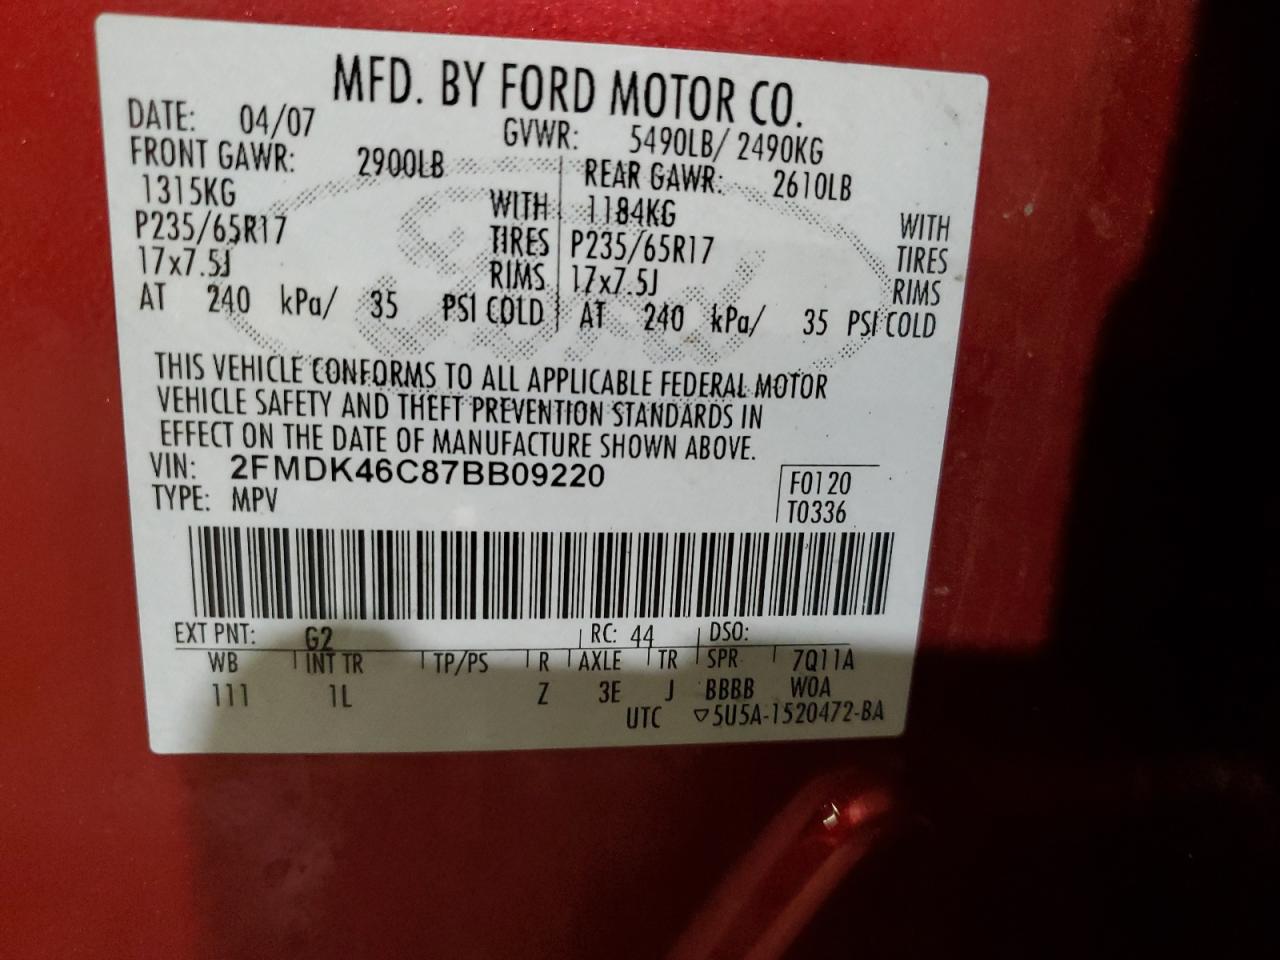 MFD. BY FORD MOTOR CO.
DATE: 04/07 GVWR: 5490LB/ 2490KG
FRONT GAWR: 2900LB REAR GAWR: 2610LB
1315KG WITH 1184KG WITH
P235/65R17 TIRES P235/65R17 TIRES
17x7.5J RIMS 17x7.5J RIMS
AT 240 kPa/ 35 PSI COLD AT 240 kPa/ 35 PSI COLD
THIS VEHICLE CONFORMS TO ALL APPLICABLE FEDERAL MOTOR
VEHICLE SAFETY AND THEFT PREVENTION STANDARDS IN
EFFECT ON THE DATE OF MANUFACTURE SHOWN ABOVE.
VIN: 2FMDK46C87BB09220 F0120
TYPE: MPV T0336
EXT PNT: G2 RC: 44 DSO:
WB INT TR TP/PS R AXLE TR SPR 7Q11A
111 1L Z 3E J BBBB W0A
UTC ▽5U5A-1520472-BA
Ford